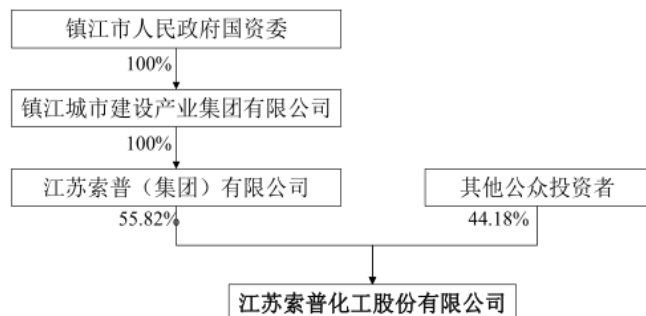 镇江市人民政府国资委
100%
镇江城市建设产业集团有限公司
100%
江苏索普（集团）有限公司
其他公众投资者
55.82%
44.18%
江苏索普化工股份有限公司